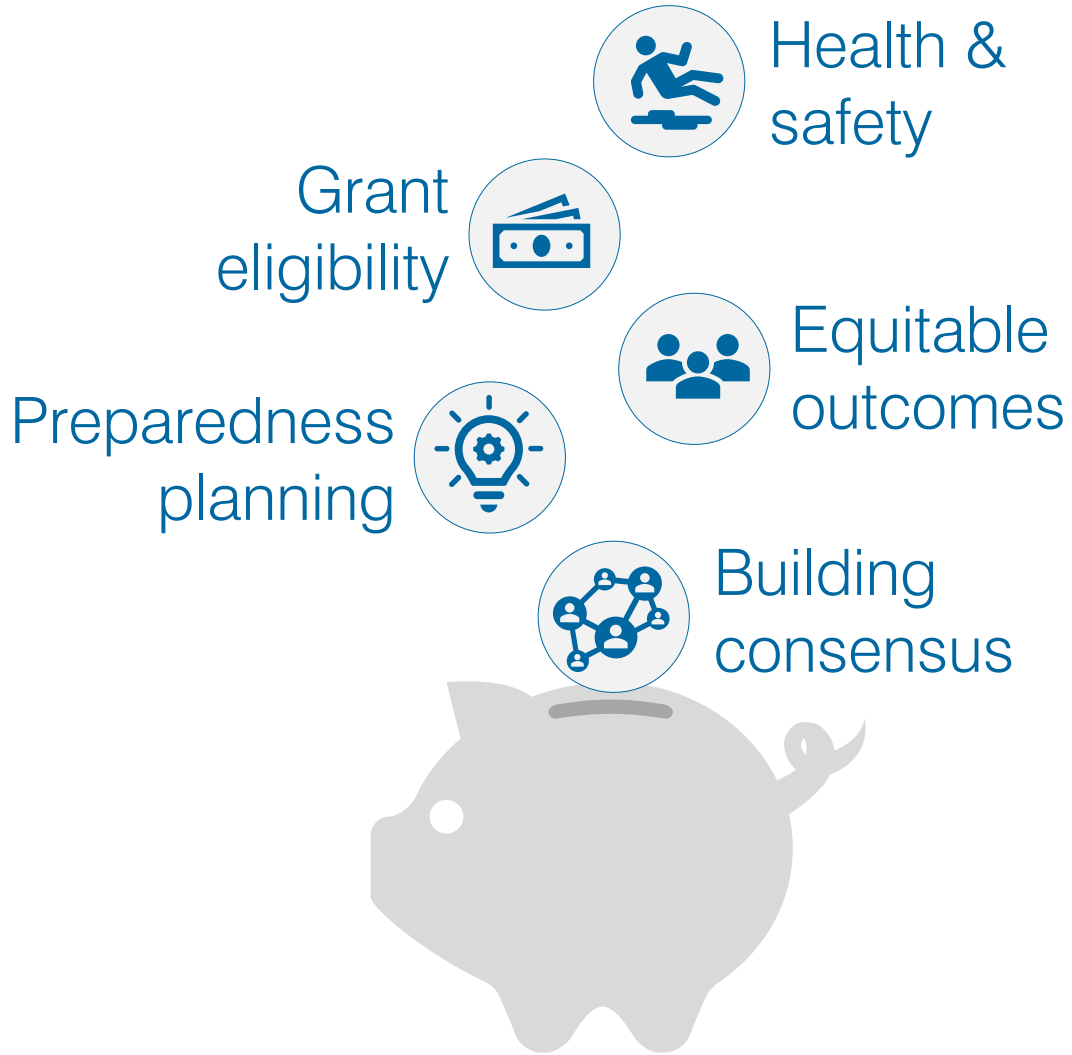 Health &
safety
Grant
eligibility
Equitable
outcomes
Preparedness
planning
Building
consensus